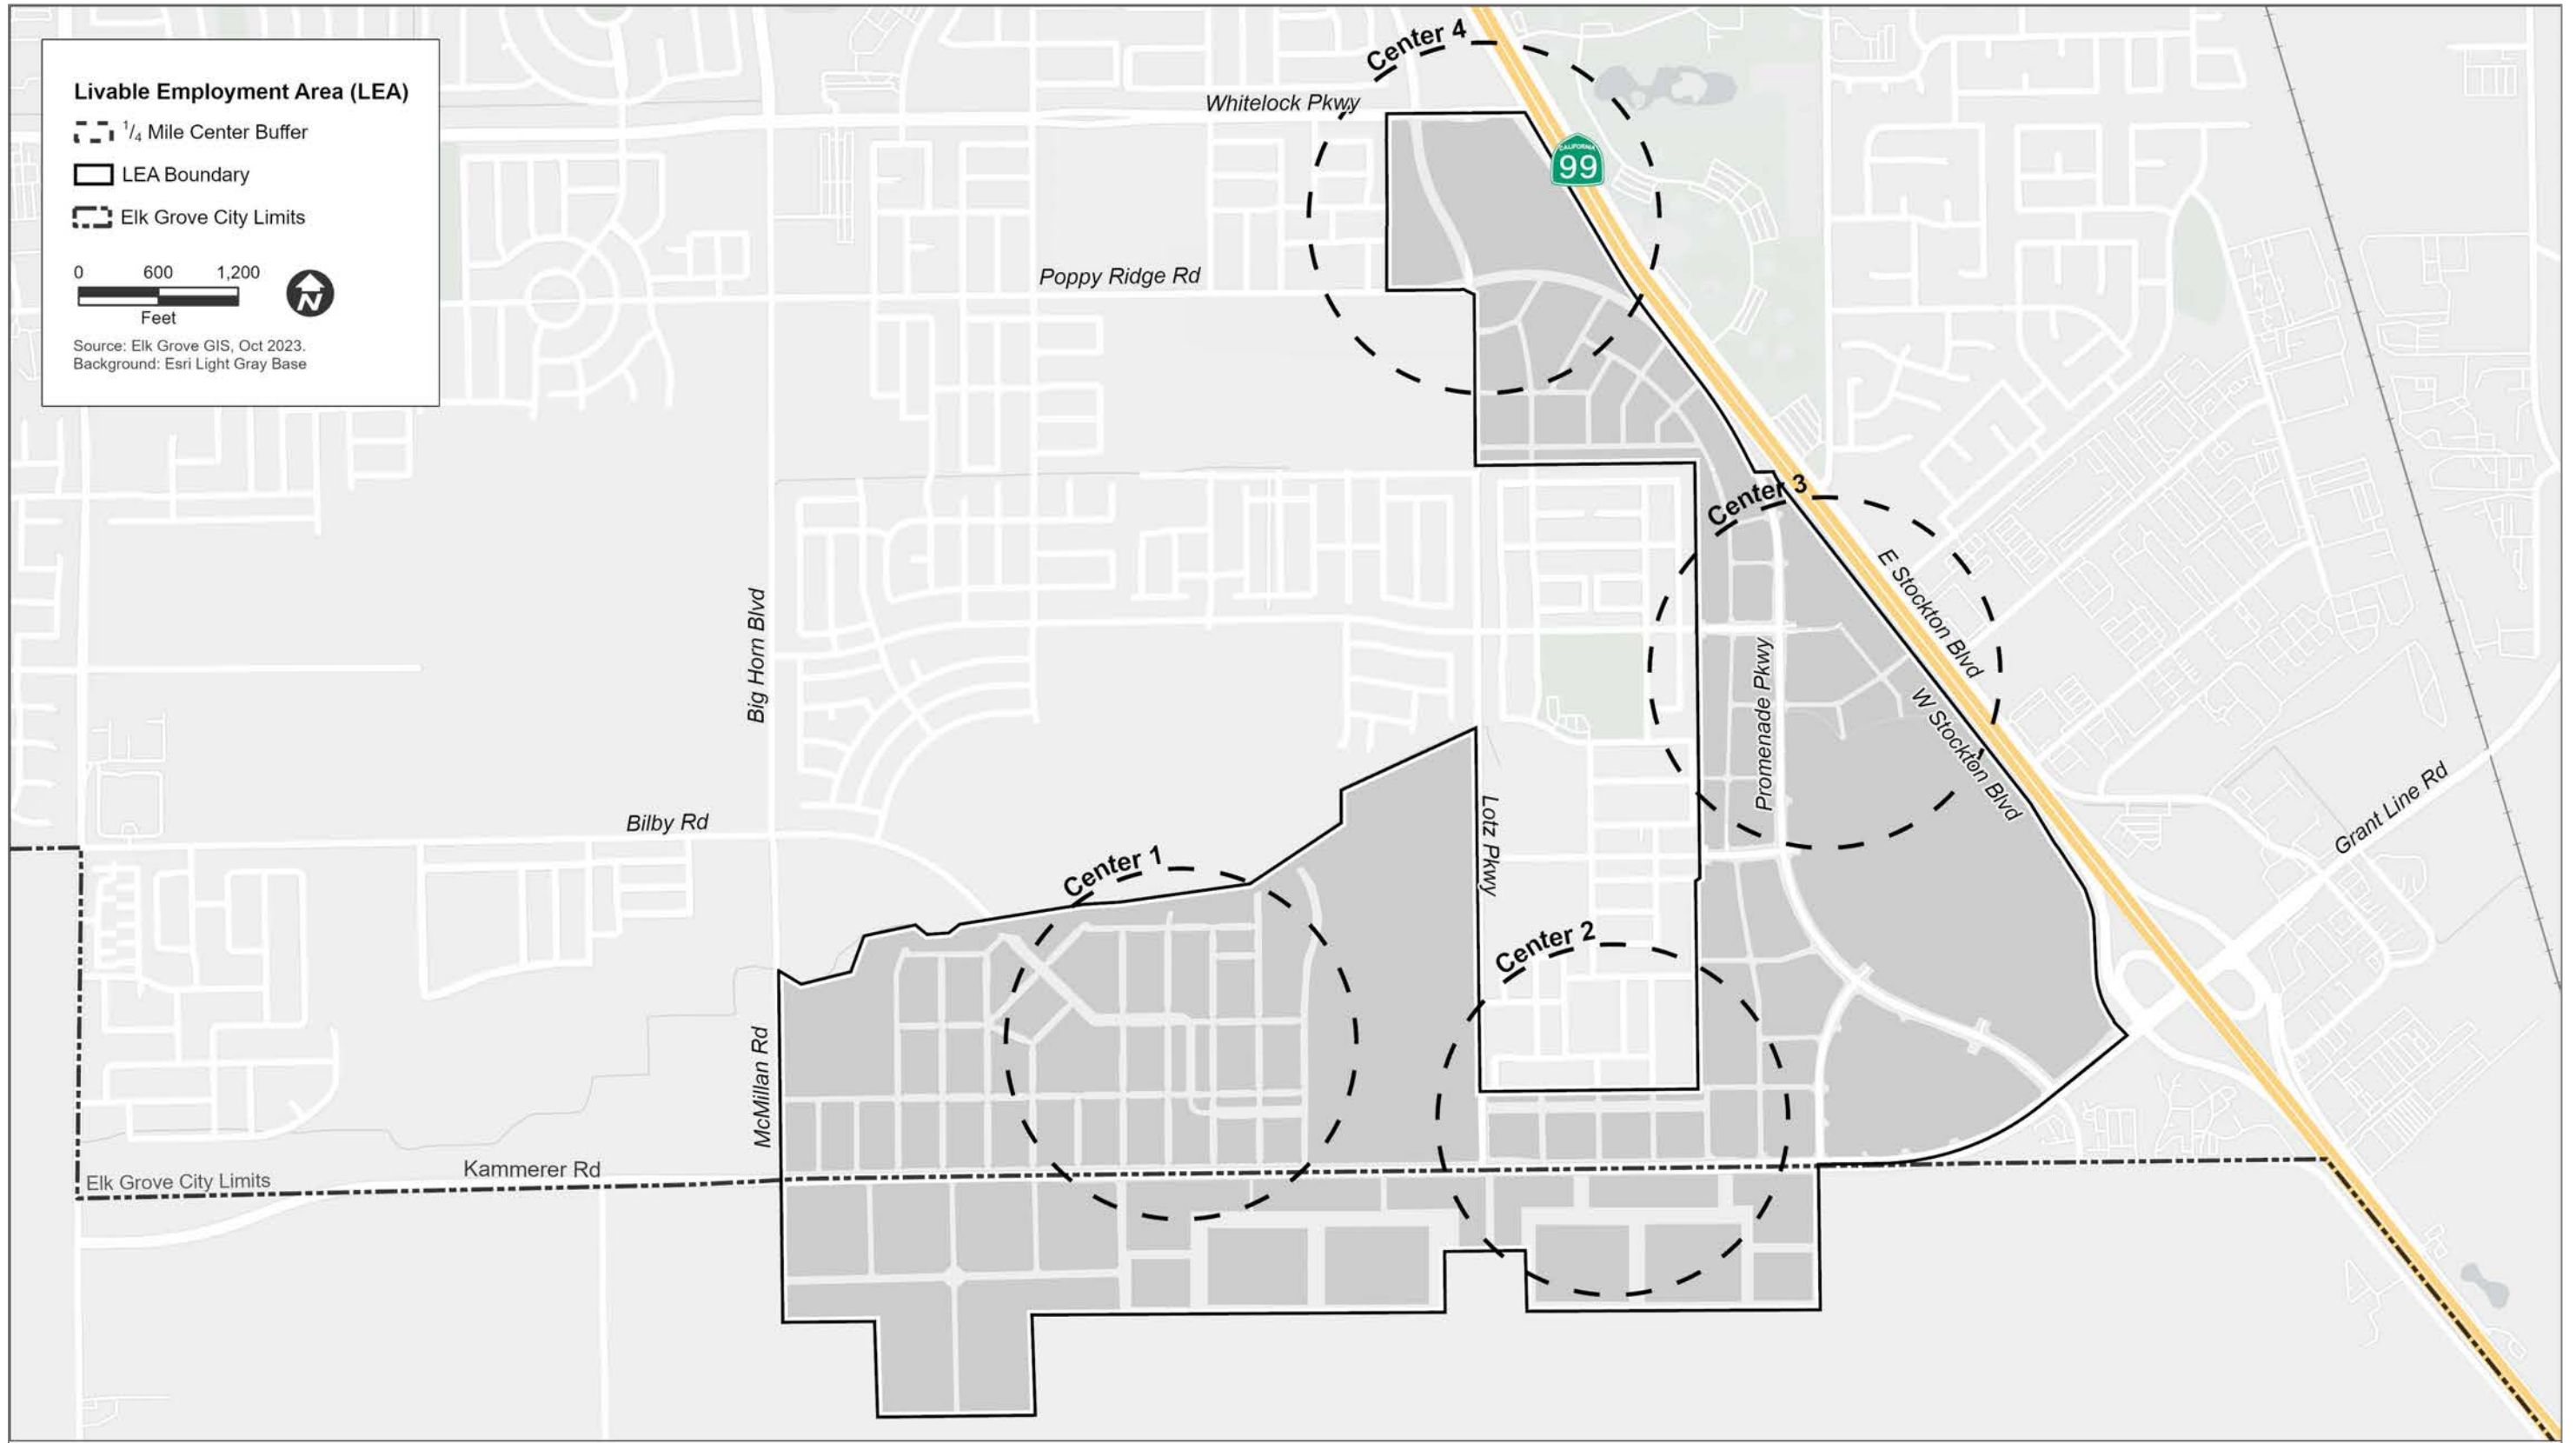 Livable Employment Area (LEA)
1/4 Mile Center Buffer
LEA Boundary
Elk Grove City Limits
0 600 1,200
Feet
N
Source: Elk Grove GIS, Oct 2023.
Background: Esri Light Gray Base
Center 4
Whitelock Pkwy
CALIFORNIA
99
Poppy Ridge Rd
Center 3
E Stockton Blvd
Big Horn Blvd
Promenade Pkwy
W Stockton Blvd
Grant Line Rd
Bilby Rd
Lotz Pkwy
Center 1
Center 2
McMillan Rd
Kammerer Rd
Elk Grove City Limits